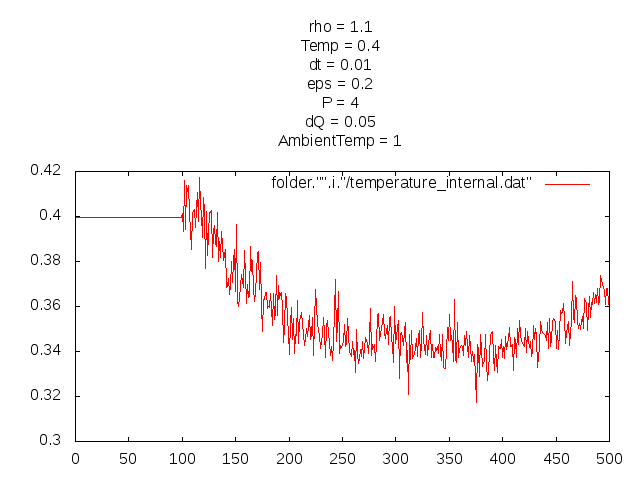 rho = 1.1
Temp = 0.4
dt = 0.01
eps = 0.2
P = 4
dQ = 0.05
AmbientTemp = 1
folder."".i."/temperature_internal.dat"
0.42
0.4
0.38
0.36
0.34
0.32
0.3
0 50 100 150 200 250 300 350 400 450 500